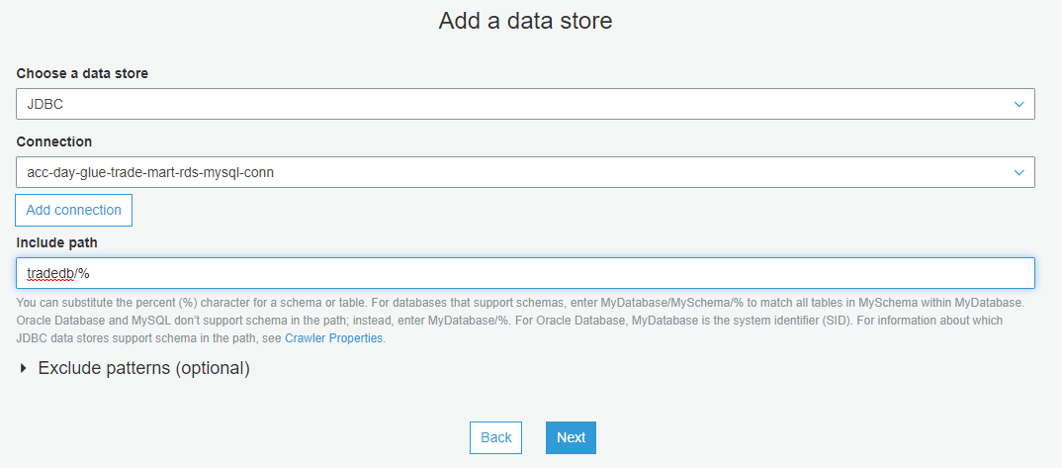 Add a data store
Choose a data store
JDBC
Connection
acc-day-glue-trade-mart-rds-mysql-conn
Add connection
Include path
tradedb/%
You can substitute the percent (%) character for a schema or table. For databases that support schemas, enter MyDatabase/MySchema/% to match all tables in MySchema within MyDatabase.
Oracle Database and MySQL don't support schema in the path; instead, enter MyDatabase/%. For Oracle Database, MyDatabase is the system identifier (SID). For information about which
JDBC data stores support schema in the path, see Crawler Properties.
Exclude patterns (optional)
Back Next